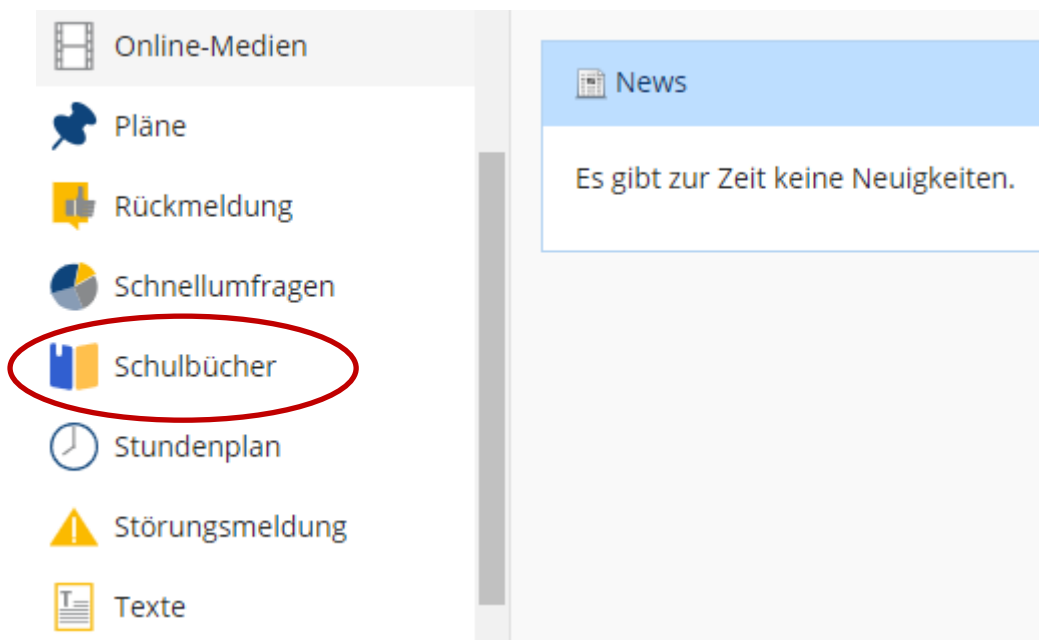 Online-Medien
Pläne
Rückmeldung
Schnellumfragen
Schulbücher
Stundenplan
Störungsmeldung
Texte
News
Es gibt zur Zeit keine Neuigkeiten.